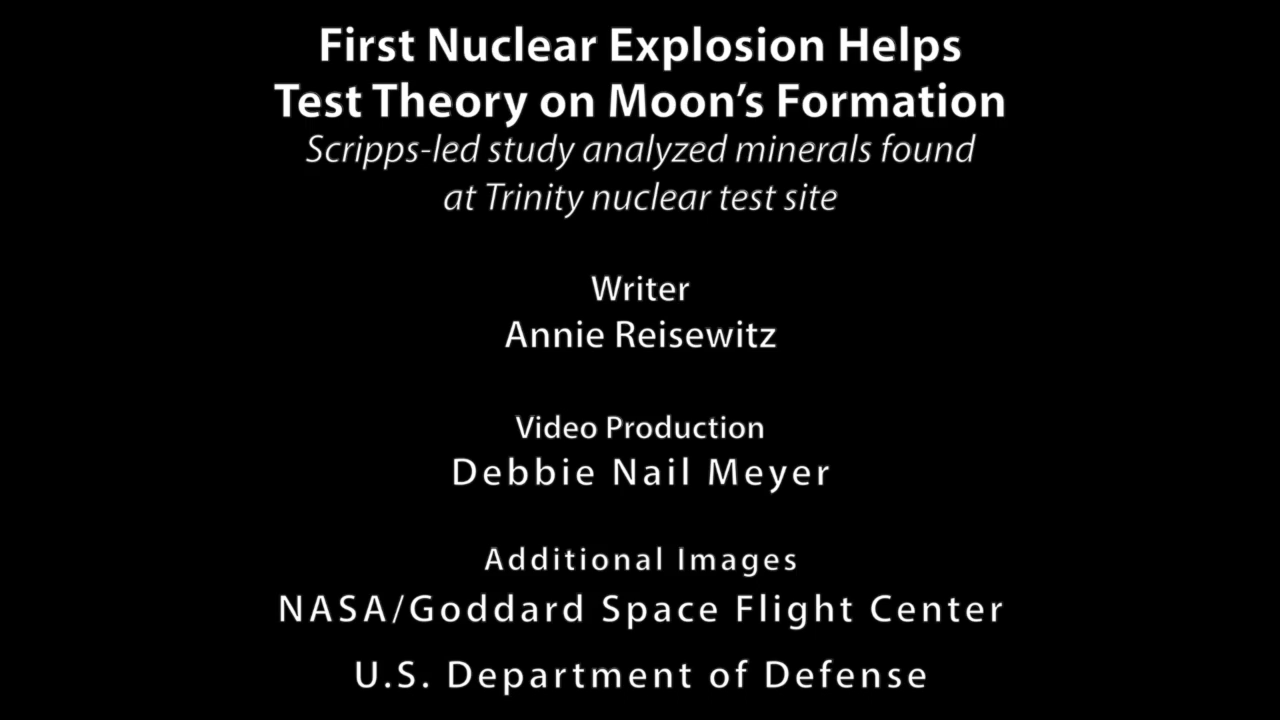 First Nuclear Explosion Helps
Test Theory on Moon’s Formation
Scripps-led study analyzed minerals found
at Trinity nuclear test site
Writer
Annie Reisewitz
Video Production
Debbie Nail Meyer
Additional Images
NASA/Goddard Space Flight Center
U.S. Department of Defense